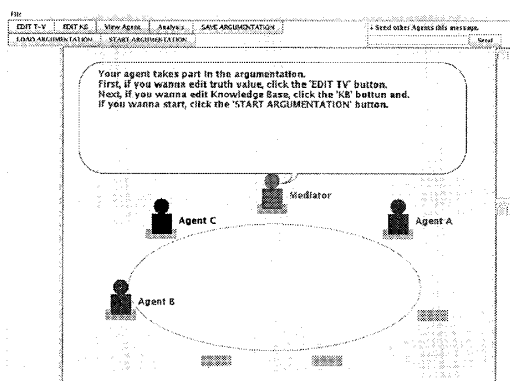 File
EDIT T-V EDIT KB View Agent Analysis SAVE ARGUMENTATION
LOAD ARGUMENTATION START ARGUMENTATION
Send other Agents this message.
Send
Your agent takes part in the argumentation.
First, if you wanna edit truth value, click the 'EDIT TV' button.
Next, if you wanna edit Knowledge Base, click the 'KB' bottun and.
If you wanna start, click the 'START ARGUMENTATION' button.
Mediator
Agent C
Agent A
Agent B